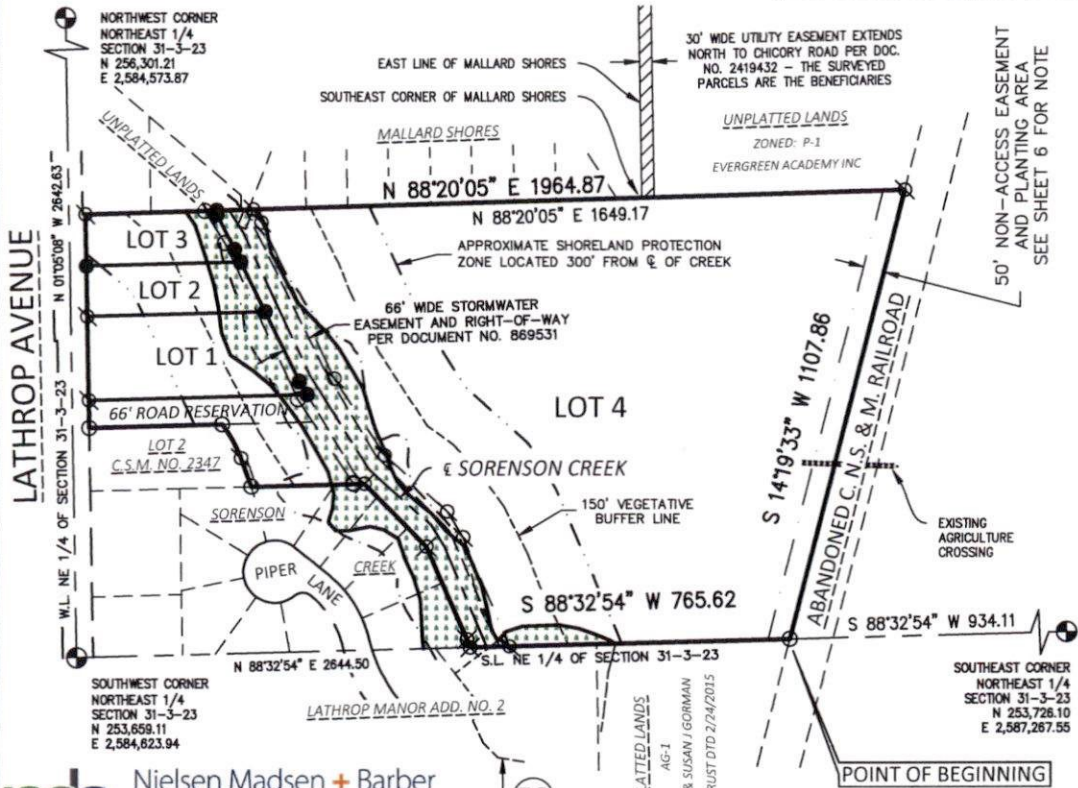 NORTHWEST CORNER
NORTHEAST 1/4
SECTION 31-3-23
N 256,301.21
E 2,584,573.87
EAST LINE OF MALLARD SHORES
SOUTHEAST CORNER OF MALLARD SHORES
30' WIDE UTILITY EASEMENT EXTENDS
NORTH TO CHICORY ROAD PER DOC.
NO. 2419432 – THE SURVEYED
PARCELS ARE THE BENEFICIARIES
UNPLATTED LANDS
ZONED: P-1
EVERGREEN ACADEMY INC
50' NON-ACCESS EASEMENT
AND PLANTING AREA
SEE SHEET 6 FOR NOTE
UNPLATTED LANDS
MALLARD SHORES
N 88°20'05" E 1964.87
N 88°20'05" E 1649.17
LATHROP AVENUE
N 01°05'08" W 2642.63
W.L. NE 1/4 OF SECTION 31-3-23
LOT 3
LOT 2
LOT 1
APPROXIMATE SHORELAND PROTECTION
ZONE LOCATED 300' FROM ℄ OF CREEK
66' WIDE STORMWATER
EASEMENT AND RIGHT-OF-WAY
PER DOCUMENT NO. 869531
66' ROAD RESERVATION
LOT 4
LOT 2
C.S.M. NO. 2347
℄ SORENSON CREEK
150' VEGETATIVE
BUFFER LINE
S 14°19'33" W 1107.86
ABANDONED C.N.S. & M. RAILROAD
EXISTING
AGRICULTURE
CROSSING
SORENSON
CREEK
PIPER LANE
S 88°32'54" W 765.62
S 88°32'54" W 934.11
N 88°32'54" E 2644.50
S.L. NE 1/4 OF SECTION 31-3-23
SOUTHWEST CORNER
NORTHEAST 1/4
SECTION 31-3-23
N 253,659.11
E 2,584,623.94
LATHROP MANOR ADD. NO. 2
ATTED LANDS
AG-1
& SUSAN J GORMAN
RUST DTD 2/24/2015
SOUTHEAST CORNER
NORTHEAST 1/4
SECTION 31-3-23
N 253,726.10
E 2,587,267.55
POINT OF BEGINNING
Nielsen Madsen + Barber